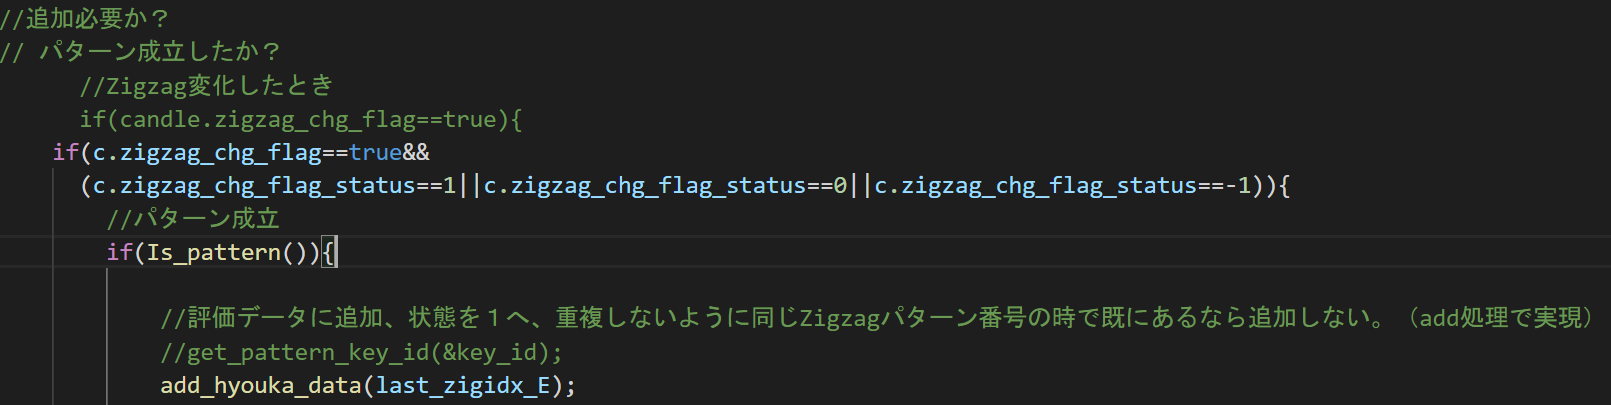 //追加必要か？
// パターン成立したか？
//Zigzag変化したとき
if(candle.zigzag_chg_flag==true){
if(c.zigzag_chg_flag==true&&
(c.zigzag_chg_flag_status==1||c.zigzag_chg_flag_status==0||c.zigzag_chg_flag_status==-1)){
//パターン成立
if(Is_pattern()){
//評価データに追加、状態を１へ、重複しないように同じZigzagパターン番号の時で既にあるなら追加しない。（add処理で実現）
//get_pattern_key_id(&key_id);
add_hyouka_data(last_zigidx_E);